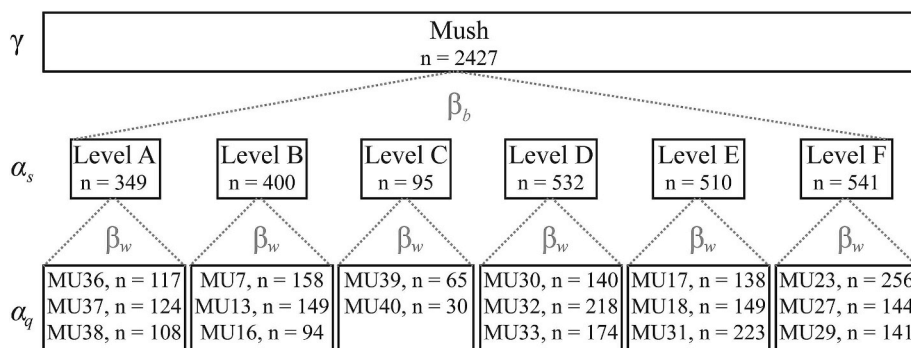 γ
Mush
n = 2427
β_b
α_s
Level A
n = 349
Level B
n = 400
Level C
n = 95
Level D
n = 532
Level E
n = 510
Level F
n = 541
β_w β_w β_w β_w β_w β_w
α_q
MU36, n = 117
MU37, n = 124
MU38, n = 108
MU7, n = 158
MU13, n = 149
MU16, n = 94
MU39, n = 65
MU40, n = 30
MU30, n = 140
MU32, n = 218
MU33, n = 174
MU17, n = 138
MU18, n = 149
MU31, n = 223
MU23, n = 256
MU27, n = 144
MU29, n = 141